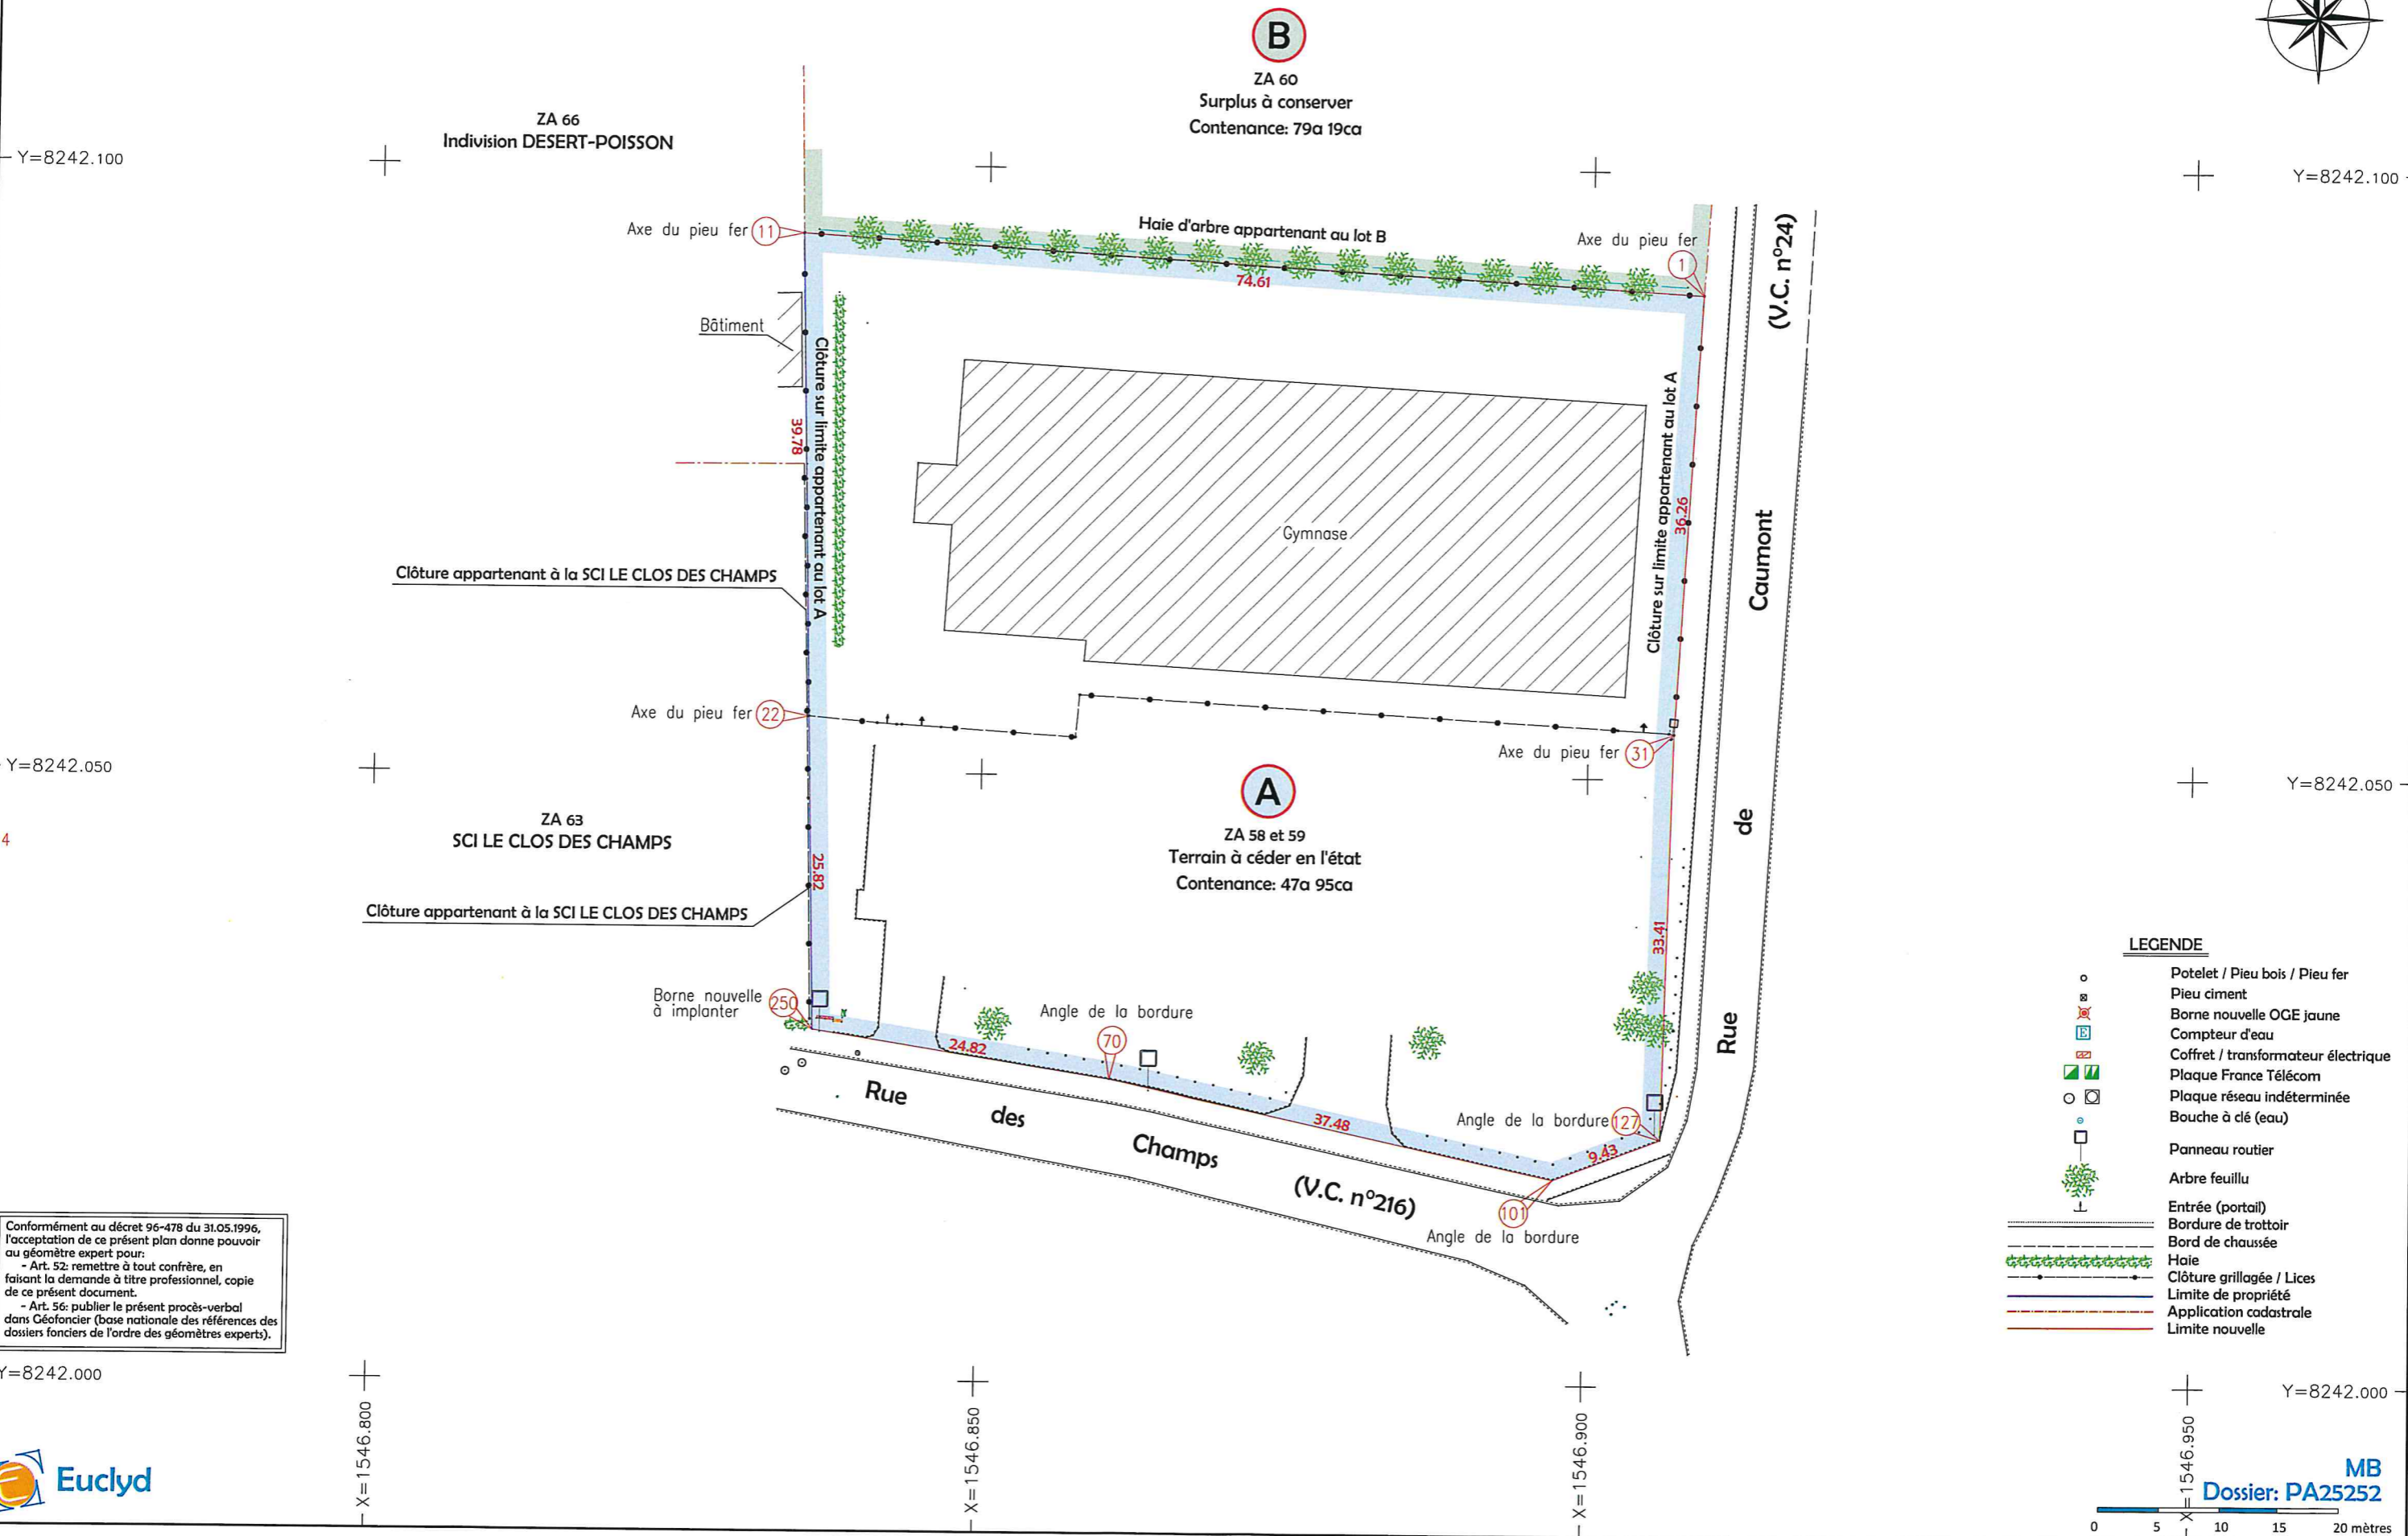 B
ZA 60
Surplus à conserver
Contenance: 79a 19ca
ZA 66
Indivision DESERT-POISSON
Y=8242.100
Y=8242.100
Axe du pieu fer
11
Haie d'arbre appartenant au lot B
Axe du pieu fer
1
74.61
(V.C. n°24)
Bâtiment
Clôture sur limite appartenant au lot A
39.78
Clôture sur limite appartenant au lot A
36.26
Gymnase
Caumont
Clôture appartenant à la SCI LE CLOS DES CHAMPS
Axe du pieu fer
22
Axe du pieu fer
31
Y=8242.050
Y=8242.050
A
ZA 58 et 59
Terrain à céder en l'état
Contenance: 47a 95ca
de
ZA 63
SCI LE CLOS DES CHAMPS
4
25.82
Clôture appartenant à la SCI LE CLOS DES CHAMPS
33.41
Rue
Borne nouvelle
à implanter
250
Angle de la bordure
70
24.82
37.48
Angle de la bordure
127
9.43
Rue
des
Champs
(V.C. n°216)
101
Angle de la bordure
LEGENDE
Potelet / Pieu bois / Pieu fer
Pieu ciment
Borne nouvelle OGE jaune
E
Compteur d'eau
Coffret / transformateur électrique
Plaque France Télécom
Plaque réseau indéterminée
Bouche à clé (eau)
Panneau routier
Arbre feuillu
Entrée (portail)
Bordure de trottoir
Bord de chaussée
Haie
Clôture grillagée / Lices
Limite de propriété
Application cadastrale
Limite nouvelle
Conformément au décret 96-478 du 31.05.1996,
l'acceptation de ce présent plan donne pouvoir
au géomètre expert pour:
- Art. 52: remettre à tout confrère, en
faisant la demande à titre professionnel, copie
de ce présent document.
- Art. 56: publier le présent procès-verbal
dans Géofoncier (base nationale des références des
dossiers fonciers de l'ordre des géomètres experts).
Y=8242.000
Y=8242.000
X=1546.800
X=1546.850
X=1546.900
X=1546.950
Euclyd
MB
Dossier: PA25252
0 5 10 15 20 mètres